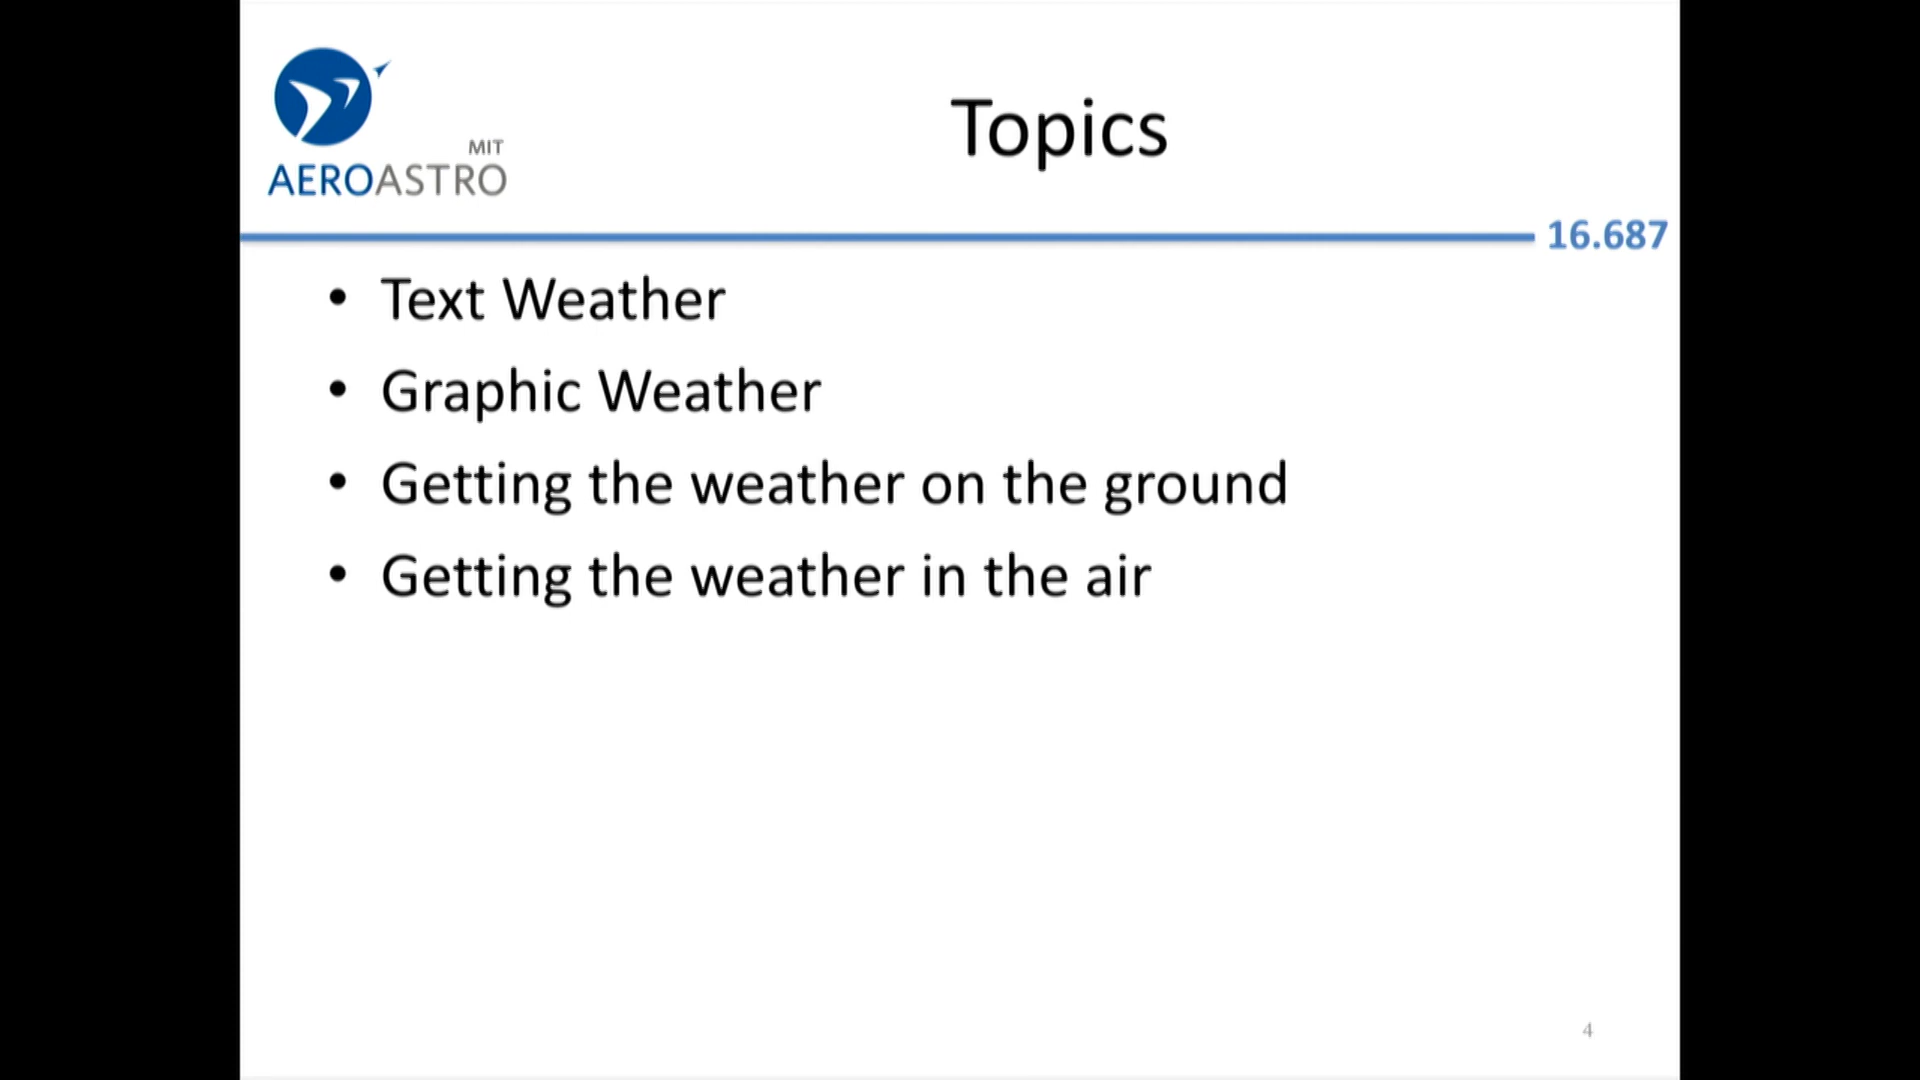 MIT
AEROASTRO
Topics
16.687
• Text Weather
• Graphic Weather
• Getting the weather on the ground
• Getting the weather in the air
4